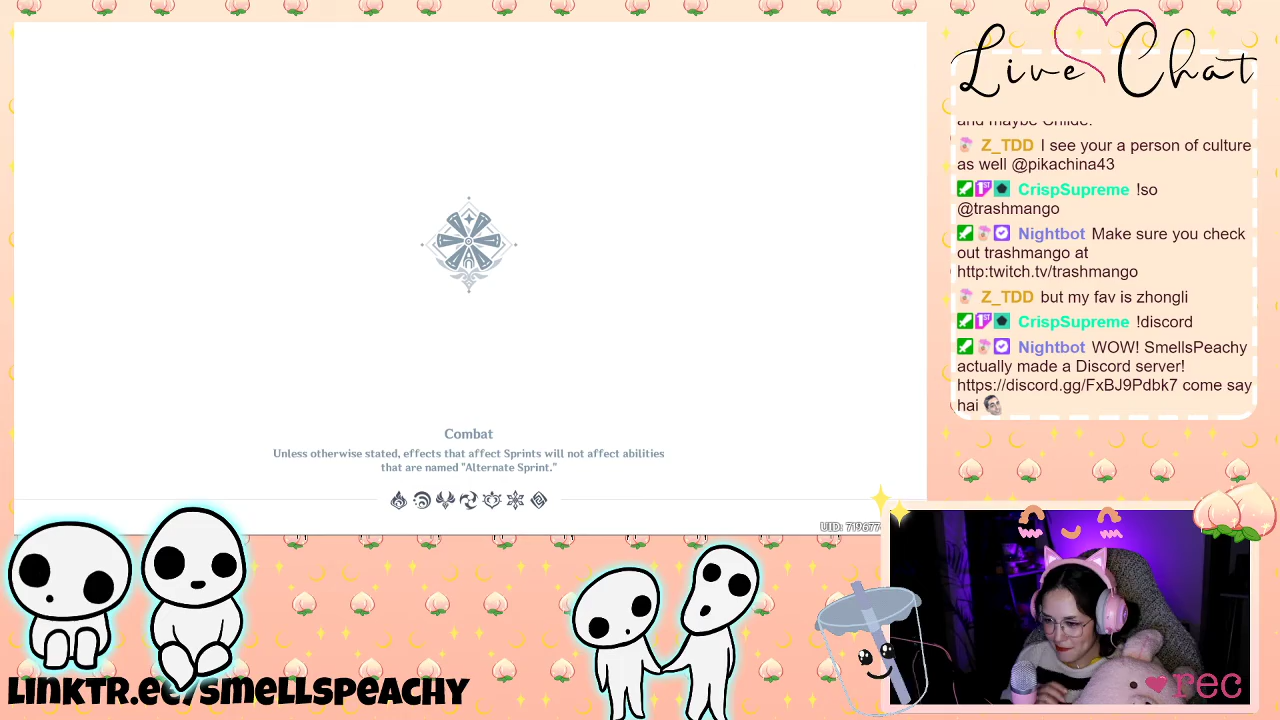 Live Chat
and maybe Childe.
Z_TDD I see your a person of culture
as well @pikachina43
CrispSupreme !so
@trashmango
Nightbot Make sure you check
out trashmango at
http:twitch.tv/trashmango
Z_TDD but my fav is zhongli
CrispSupreme !discord
Nightbot WOW! SmellsPeachy
actually made a Discord server!
https://discord.gg/FxBJ9Pdbk7 come say
hai
Combat
Unless otherwise stated, effects that affect Sprints will not affect abilities
that are named "Alternate Sprint."
UID: 719677
linktr.ee/smellspeachy
rec